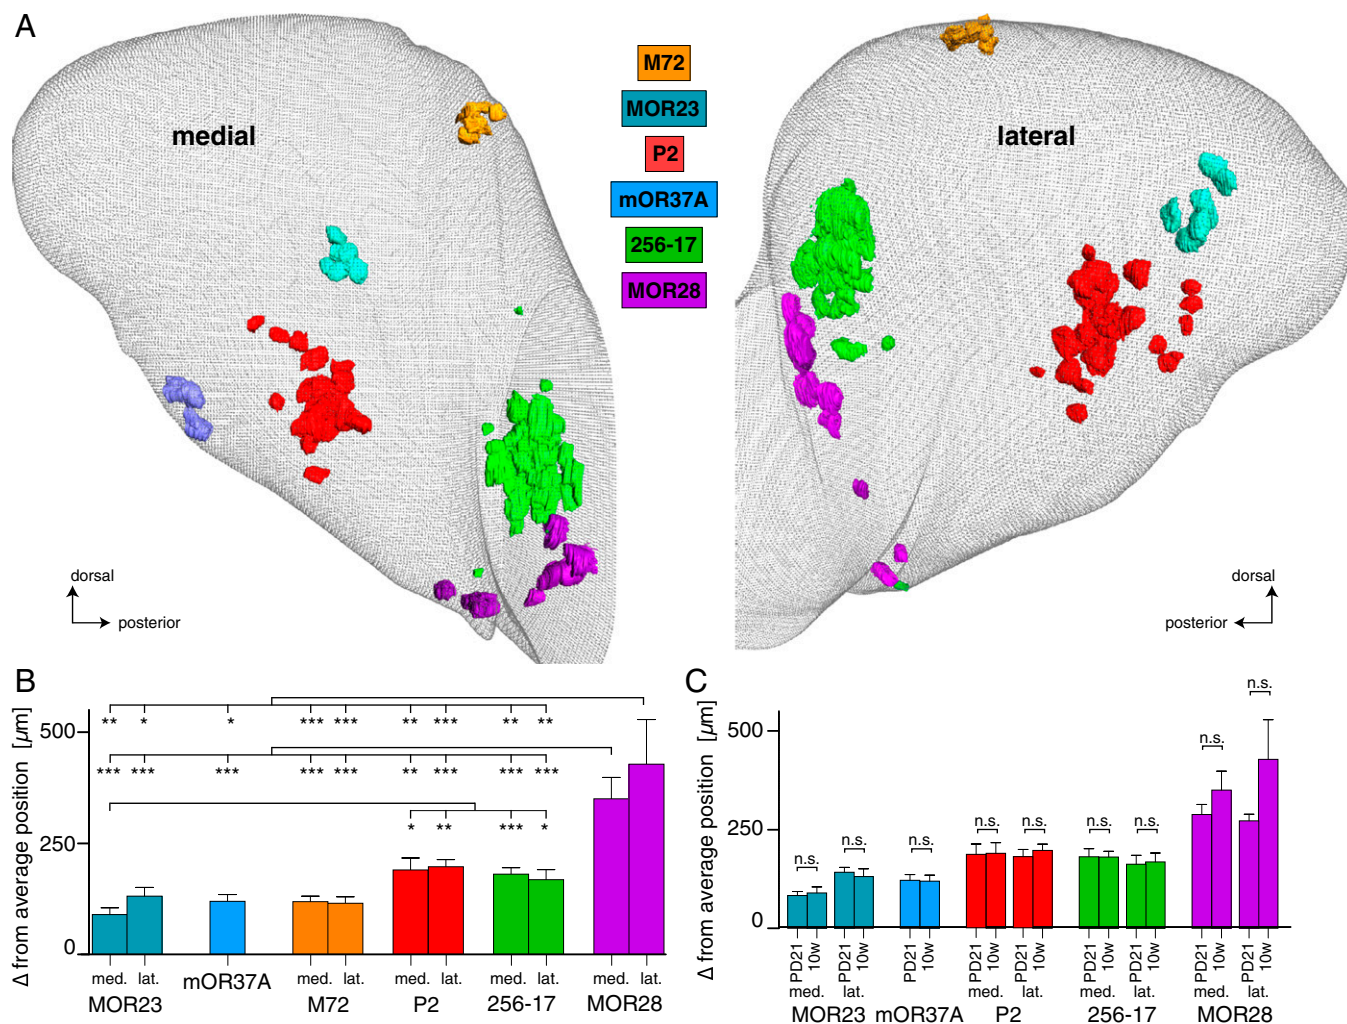 A
medial
M72
MOR23
P2
mOR37A
256-17
MOR28
lateral
dorsal
posterior
dorsal
posterior
B
Δ from average position [µm]
500
250
0
** * * *** *** ** *** ** **
*** *** *** *** *** ** *** *** ***
* ** *** *
med. lat. med. lat. med. lat. med. lat. med. lat.
MOR23 mOR37A M72 P2 256-17 MOR28
C
Δ from average position [µm]
500
250
0
n.s. n.s. n.s. n.s. n.s. n.s. n.s. n.s. n.s.
PD21 10w PD21 10w PD21 10w PD21 10w PD21 10w PD21 10w PD21 10w PD21 10w PD21 10w
med. lat. med. lat. med. lat. med. lat.
MOR23 mOR37A P2 256-17 MOR28